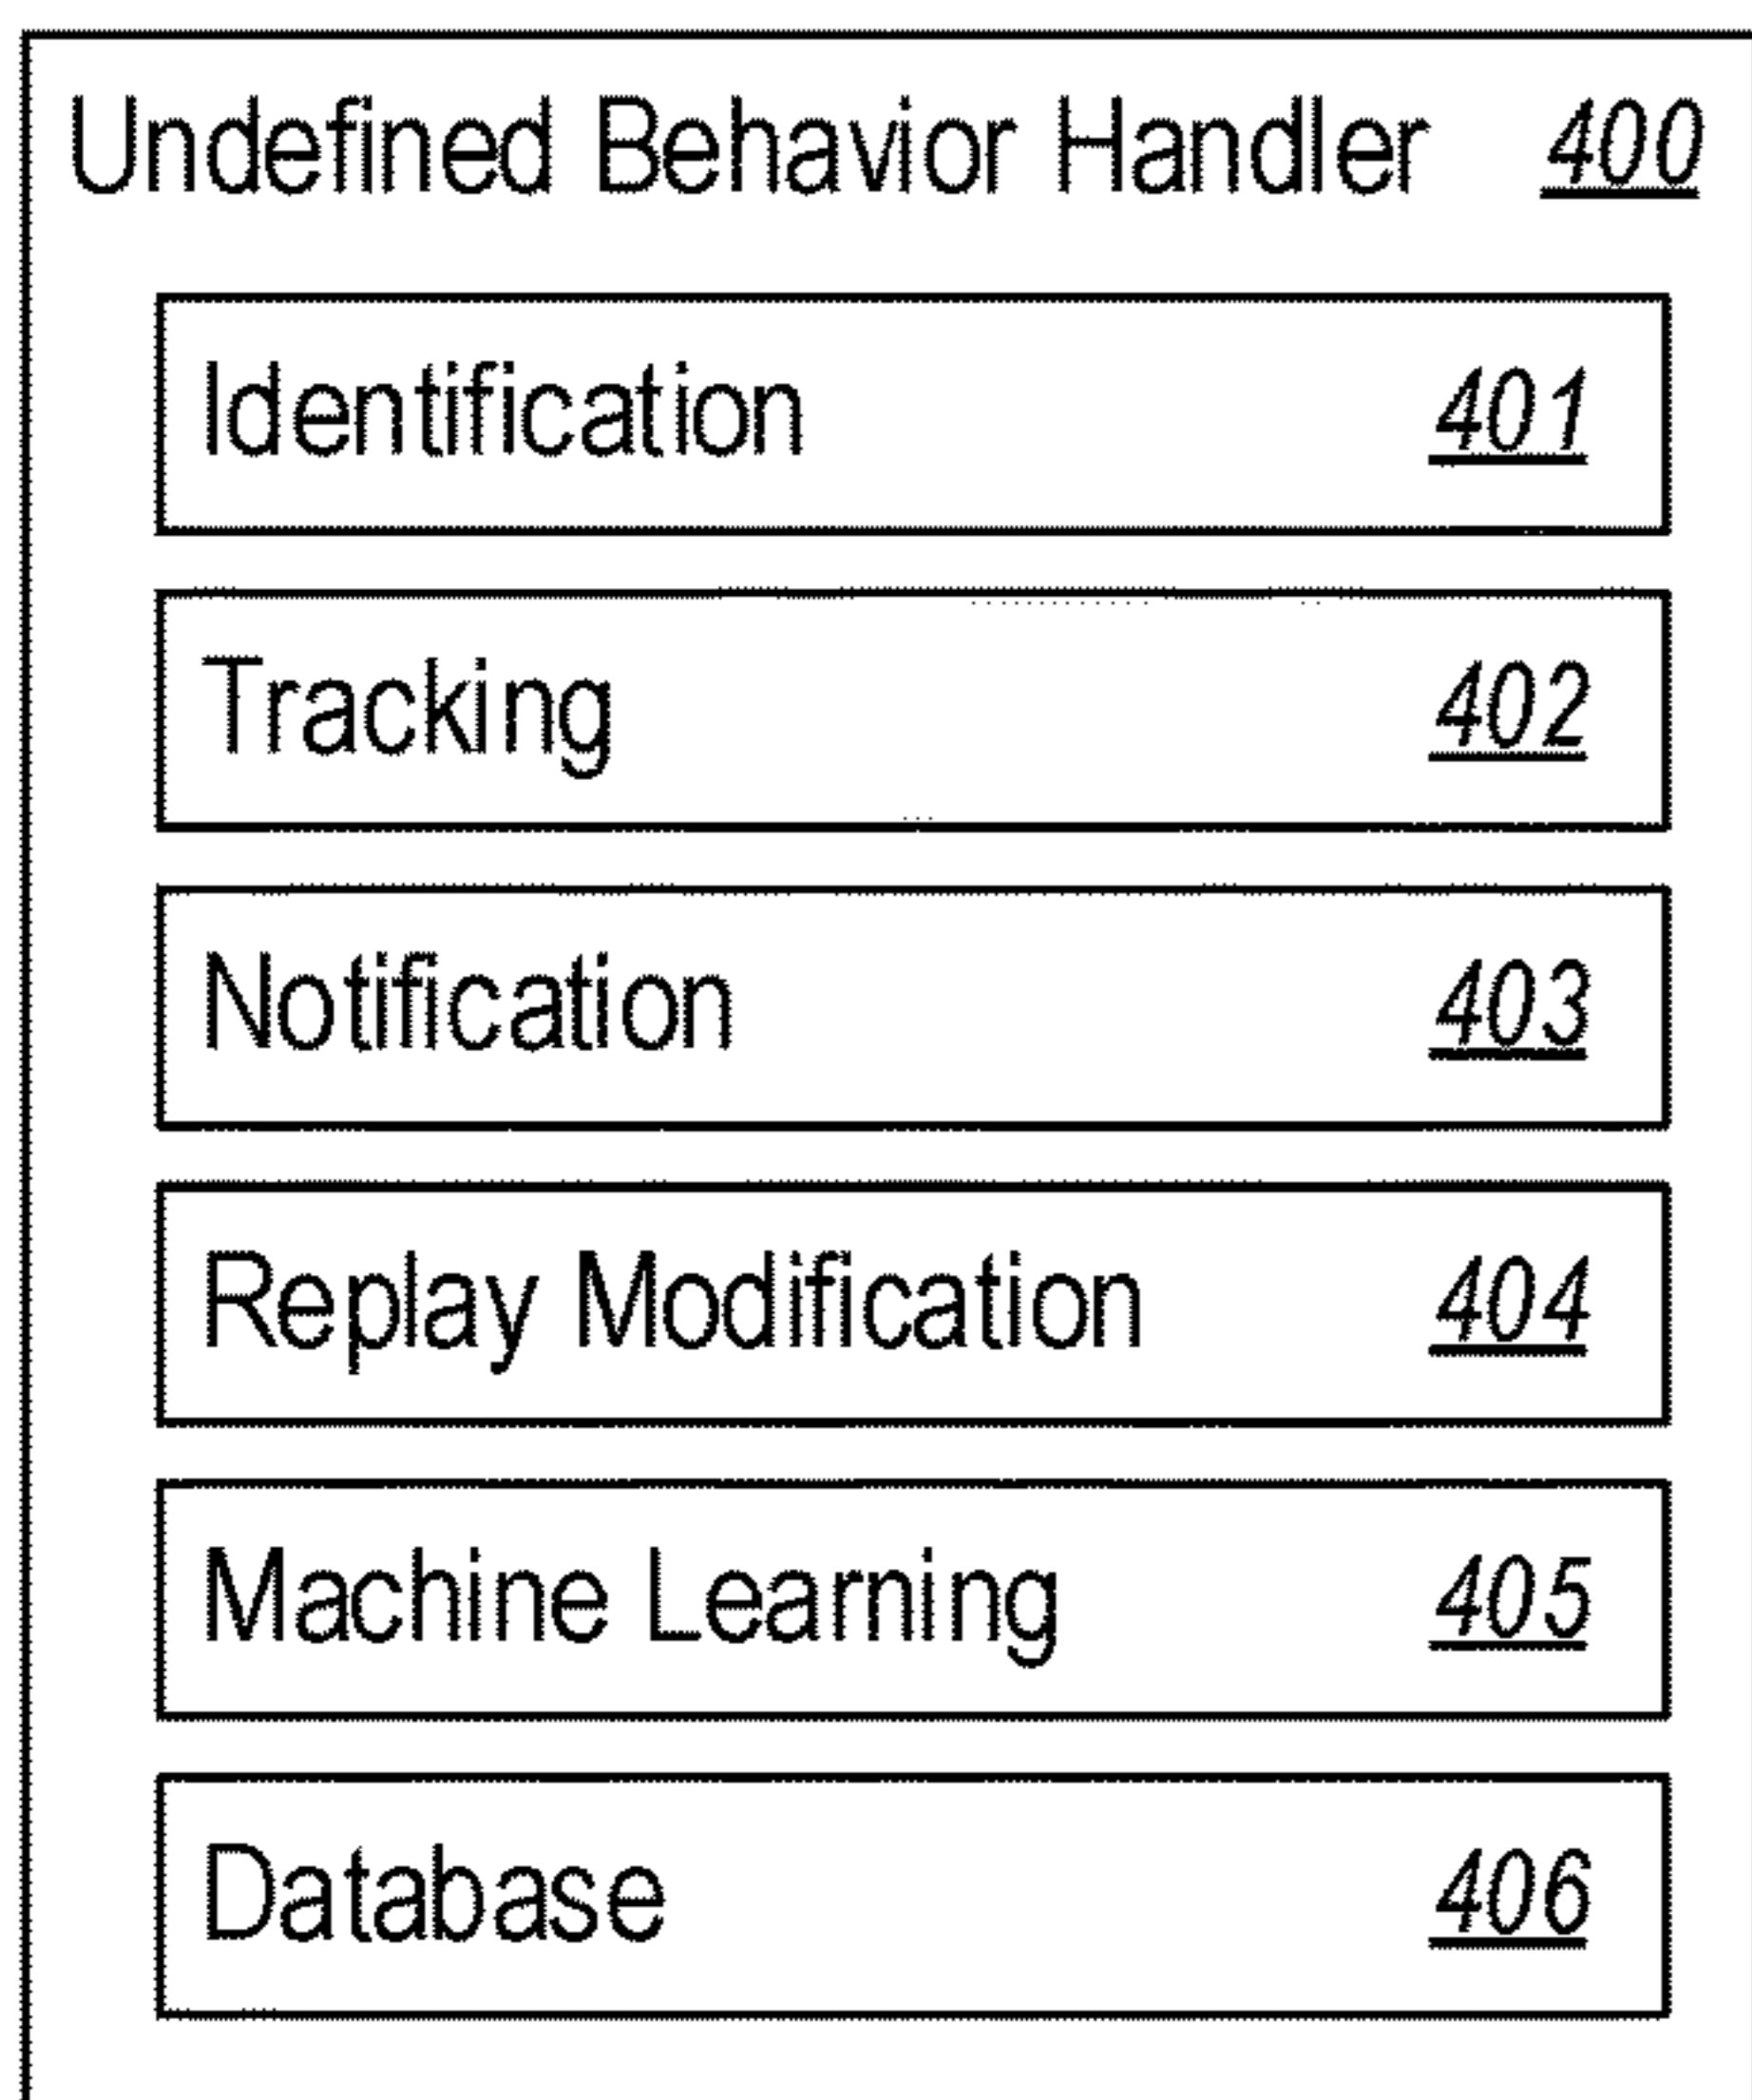 Undefined Behavior Handler 400
Identification 401
Tracking 402
Notification 403
Replay Modification 404
Machine Learning 405
Database 406